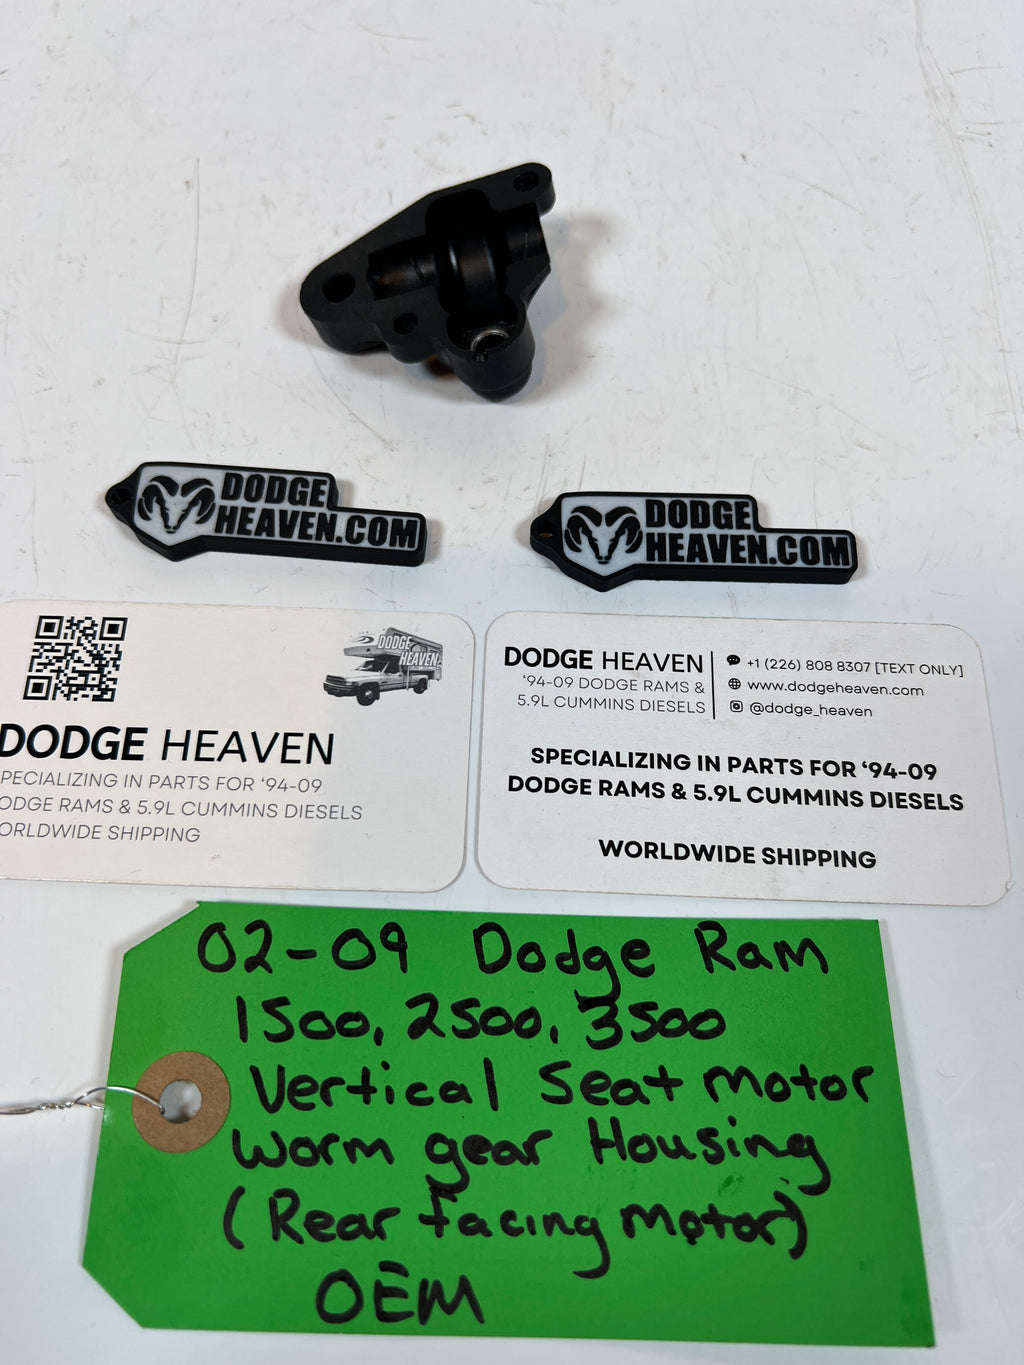 DODGE
HEAVEN.COM
DODGE
HEAVEN.COM
DODGE
HEAVEN
DODGE HEAVEN
PECIALIZING IN PARTS FOR ‘94-09
ODGE RAMS & 5.9L CUMMINS DIESELS
ORLDWIDE SHIPPING
DODGE HEAVEN
‘94-09 DODGE RAMS &
5.9L CUMMINS DIESELS
+1 (226) 808 8307 [TEXT ONLY]
www.dodgeheaven.com
@dodge_heaven
SPECIALIZING IN PARTS FOR ‘94-09
DODGE RAMS & 5.9L CUMMINS DIESELS
WORLDWIDE SHIPPING
02-09 Dodge Ram
1500, 2500, 3500
Vertical Seat motor
Worm gear Housing
(Rear facing motor)
OEM